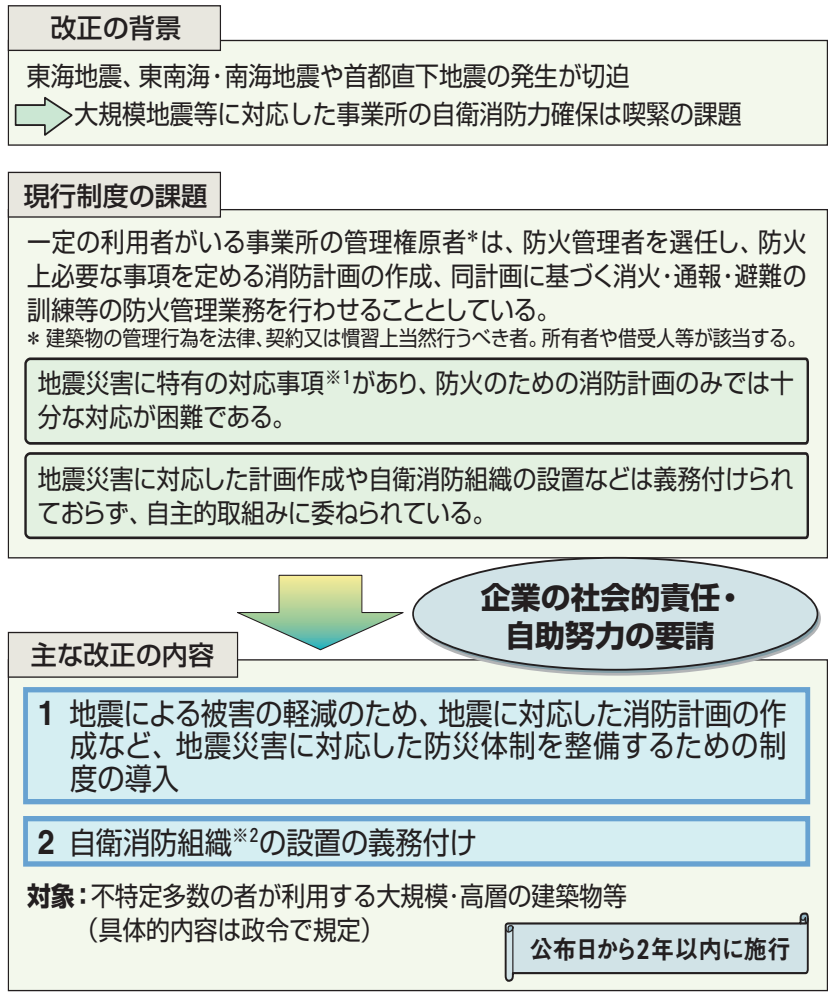 改正の背景
東海地震、東南海・南海地震や首都直下地震の発生が切迫
大規模地震等に対応した事業所の自衛消防力確保は喫緊の課題
現行制度の課題
一定の利用者がいる事業所の管理権原者*は、防火管理者を選任し、防火
上必要な事項を定める消防計画の作成、同計画に基づく消火・通報・避難の
訓練等の防火管理業務を行わせることとしている。
* 建築物の管理行為を法律、契約又は慣習上当然行うべき者。所有者や借受人等が該当する。
地震災害に特有の対応事項※1があり、防火のための消防計画のみでは十
分な対応が困難である。
地震災害に対応した計画作成や自衛消防組織の設置などは義務付けられ
ておらず、自主的取組みに委ねられている。
企業の社会的責任・
自助努力の要請
主な改正の内容
1 地震による被害の軽減のため、地震に対応した消防計画の作
成など、地震災害に対応した防災体制を整備するための制
度の導入
2 自衛消防組織※2の設置の義務付け
対象：不特定多数の者が利用する大規模・高層の建築物等
（具体的内容は政令で規定）
公布日から2年以内に施行